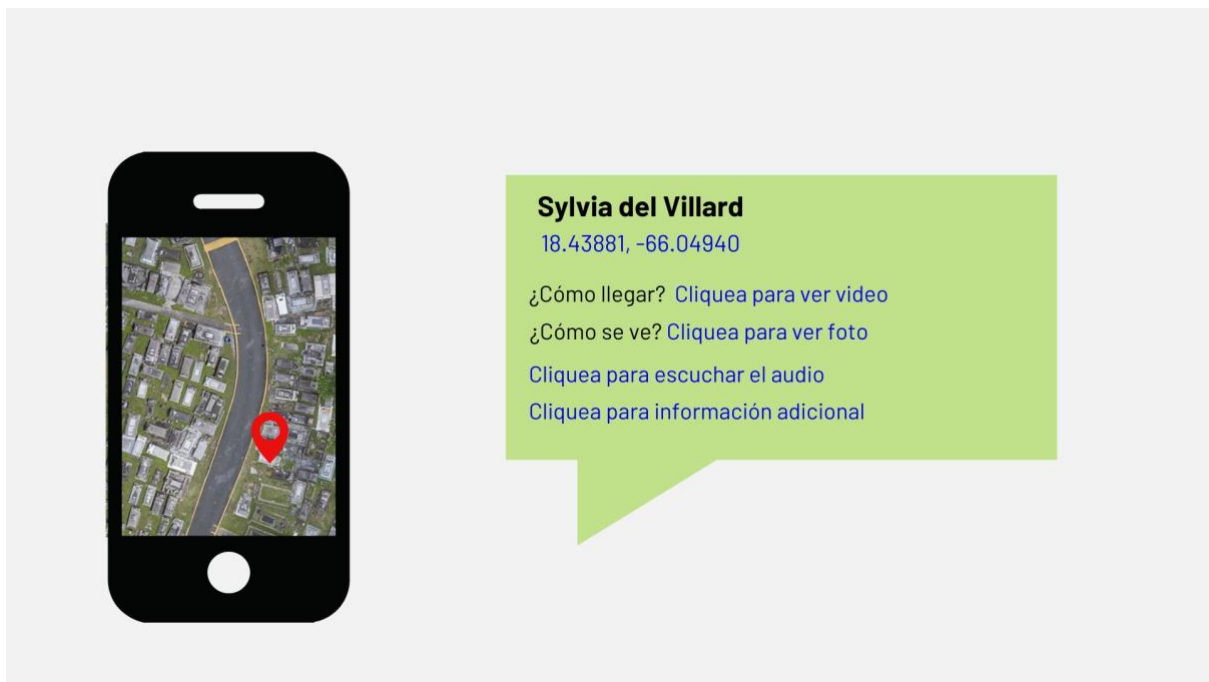 Sylvia del Villard
18.43881, -66.04940
¿Cómo llegar? Cliquea para ver video
¿Cómo se ve? Cliquea para ver foto
Cliquea para escuchar el audio
Cliquea para información adicional